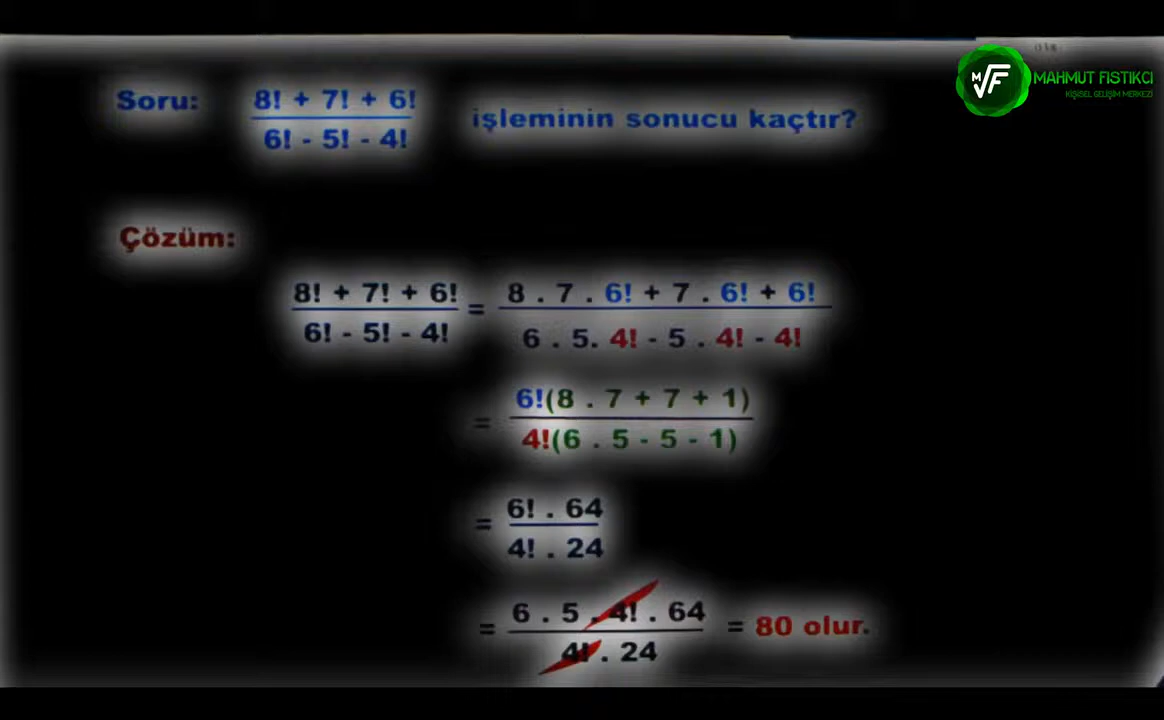 MAHMUT FISTIKCI
KİŞİSEL GELİŞİM MERKEZİ
Soru: 8! + 7! + 6! / 6! - 5! - 4! işleminin sonucu kaçtır?
Çözüm:
8! + 7! + 6! / 6! - 5! - 4! = 8 . 7 . 6! + 7 . 6! + 6! / 6 . 5. 4! - 5 . 4! - 4!
= 6!(8 . 7 + 7 + 1) / 4!(6 . 5 - 5 - 1)
= 6! . 64 / 4! . 24
= 6 . 5 . 4! . 64 / 4! . 24 = 80 olur.